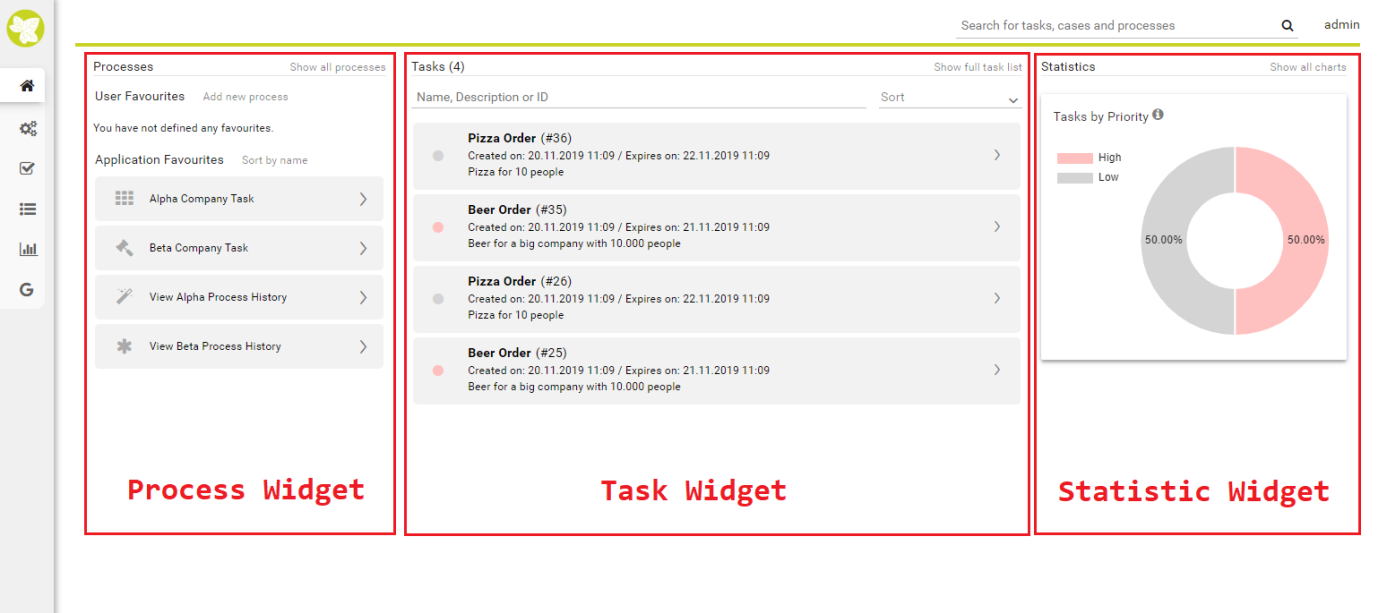 Search for tasks, cases and processes
admin
Processes
Show all processes
User Favourites Add new process
You have not defined any favourites.
Application Favourites Sort by name
Alpha Company Task
Beta Company Task
View Alpha Process History
View Beta Process History
Process Widget
Tasks (4)
Show full task list
Name, Description or ID
Sort
Pizza Order (#36)
Created on: 20.11.2019 11:09 / Expires on: 22.11.2019 11:09
Pizza for 10 people
Beer Order (#35)
Created on: 20.11.2019 11:09 / Expires on: 21.11.2019 11:09
Beer for a big company with 10.000 people
Pizza Order (#26)
Created on: 20.11.2019 11:09 / Expires on: 22.11.2019 11:09
Pizza for 10 people
Beer Order (#25)
Created on: 20.11.2019 11:09 / Expires on: 21.11.2019 11:09
Beer for a big company with 10.000 people
Task Widget
Statistics
Show all charts
Tasks by Priority
High
Low
50.00%
50.00%
Statistic Widget
G